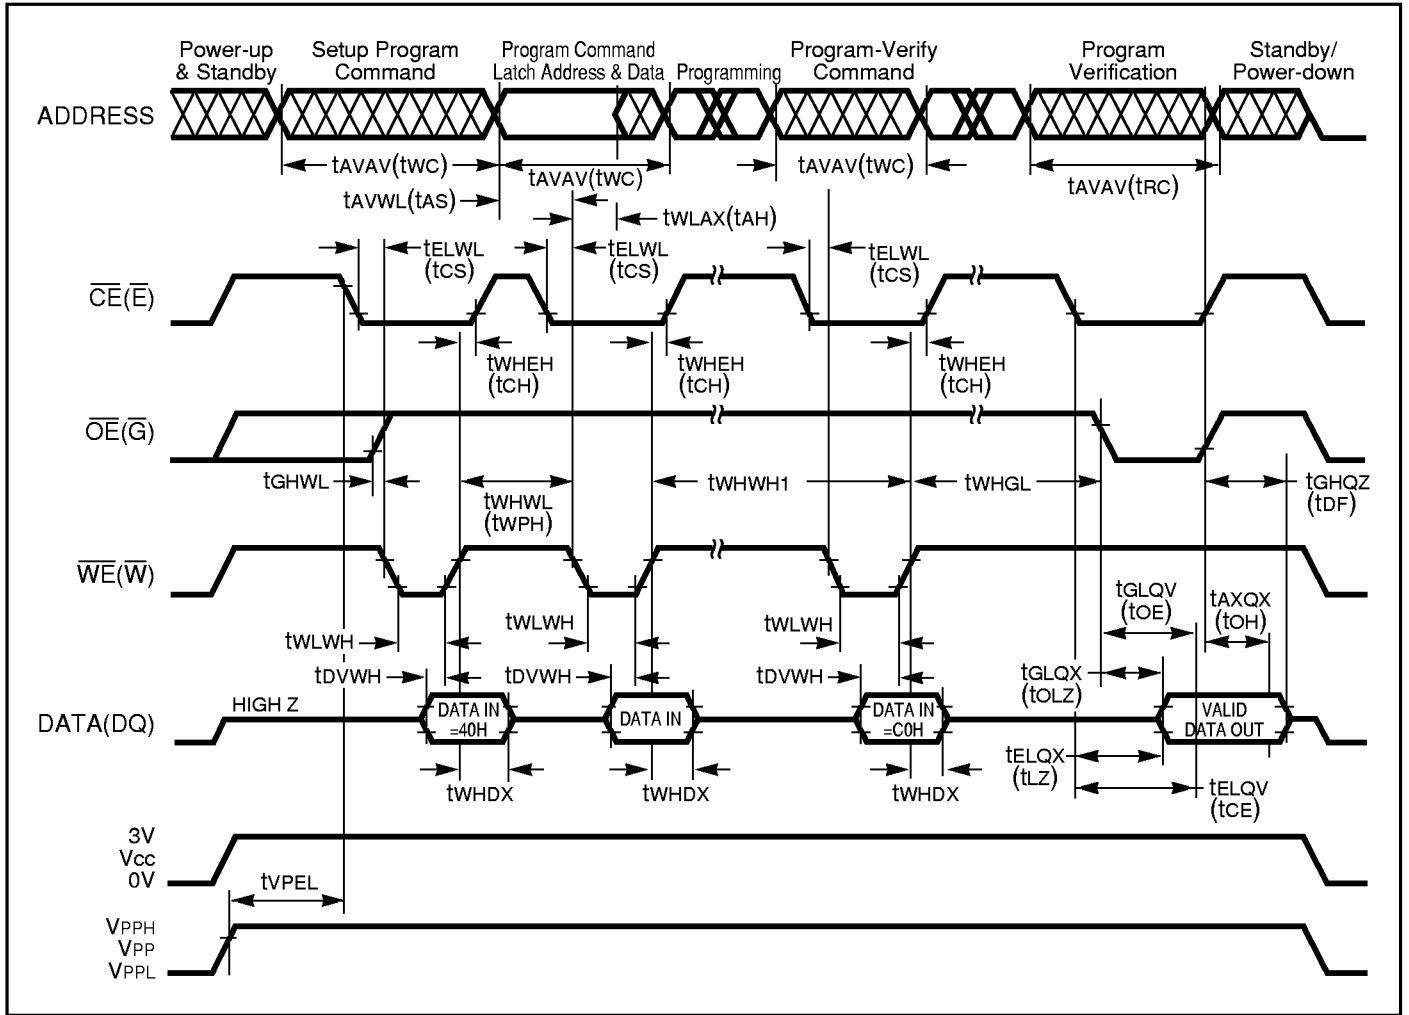 Power-up
& Standby
Setup Program
Command
Program Command
Latch Address & Data
Programming
Program-Verify
Command
Program
Verification
Standby/
Power-down
ADDRESS
tAVAV(tWC)
tAVAV(tWC)
tAVAV(tWC)
tAVAV(tRC)
tAVWL(tAS)
tWLAX(tAH)
tELWL
(tCS)
tELWL
(tCS)
tELWL
(tCS)
CE(E)
tWHEH
(tCH)
tWHEH
(tCH)
tWHEH
(tCH)
OE(G)
tGHWL
tWHWL
(tWPH)
tWHWH1
tWHGL
tGHQZ
(tDF)
WE(W)
tWLWH
tWLWH
tWLWH
tGLQV
(tOE)
tAXQX
(tOH)
tDVWH
tDVWH
tDVWH
tGLQX
(tOLZ)
DATA(DQ)
HIGH Z
DATA IN
=40H
DATA IN
DATA IN
=C0H
VALID
DATA OUT
tWHDX
tWHDX
tWHDX
tELQX
(tLZ)
tELQV
(tCE)
3V
Vcc
0V
tVPEL
VPPH
VPP
VPPL